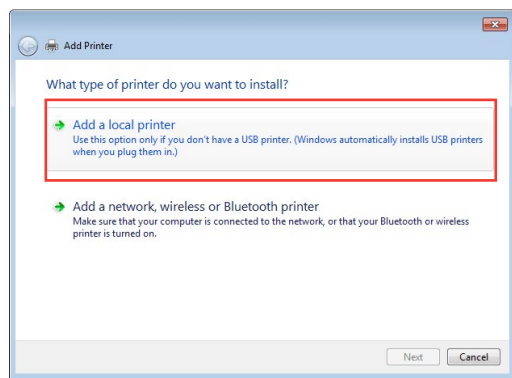 Add Printer
What type of printer do you want to install?
Add a local printer
Use this option only if you don't have a USB printer. (Windows automatically installs USB printers
when you plug them in.)
Add a network, wireless or Bluetooth printer
Make sure that your computer is connected to the network, or that your Bluetooth or wireless
printer is turned on.
Next
Cancel